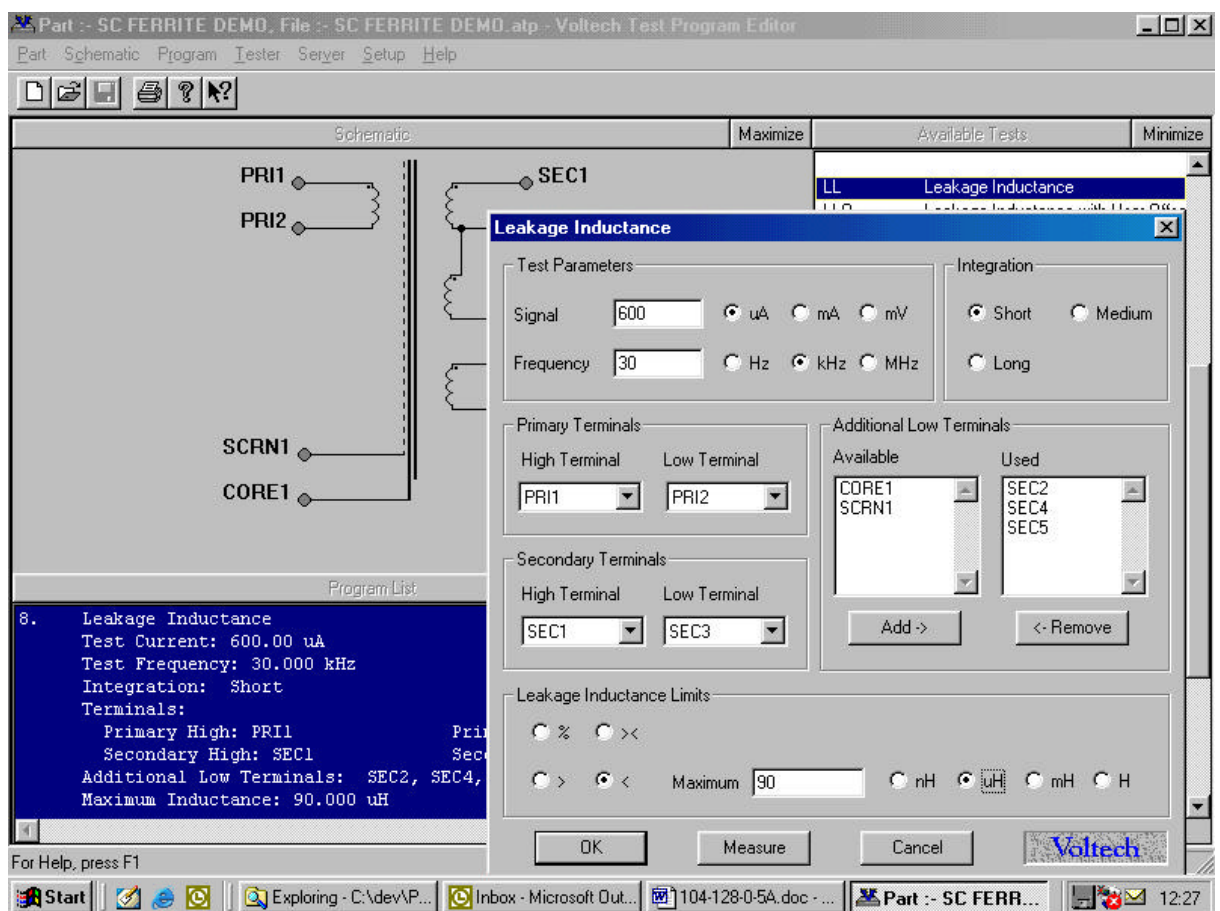 Part :- SC FERRITE DEMO, File :- SC FERRITE DEMO.atp - Voltech Test Program Editor
Part Schematic Program Tester Server Setup Help
Schematic Maximize Available Tests Minimize
PRI1
PRI2
SEC1
SCRN1
CORE1
LL Leakage Inductance
Leakage Inductance
Test Parameters
Signal 600 uA mA mV
Frequency 30 Hz kHz MHz
Integration
Short Medium
Long
Primary Terminals
High Terminal Low Terminal
PRI1 PRI2
Secondary Terminals
High Terminal Low Terminal
SEC1 SEC3
Additional Low Terminals
Available Used
CORE1 SEC2
SCRN1 SEC4
SEC5
Add -> <- Remove
Leakage Inductance Limits
% ><
> < Maximum 90 nH uH mH H
OK Measure Cancel Voltech
Program List
8. Leakage Inductance
Test Current: 600.00 uA
Test Frequency: 30.000 kHz
Integration: Short
Terminals:
Primary High: PRI1 Pri
Secondary High: SEC1 Sec
Additional Low Terminals: SEC2, SEC4,
Maximum Inductance: 90.000 uH
For Help, press F1
Start Exploring - C:\dev\P... Inbox - Microsoft Out... 104-128-0-5A.doc - ... Part :- SC FERR... 12:27